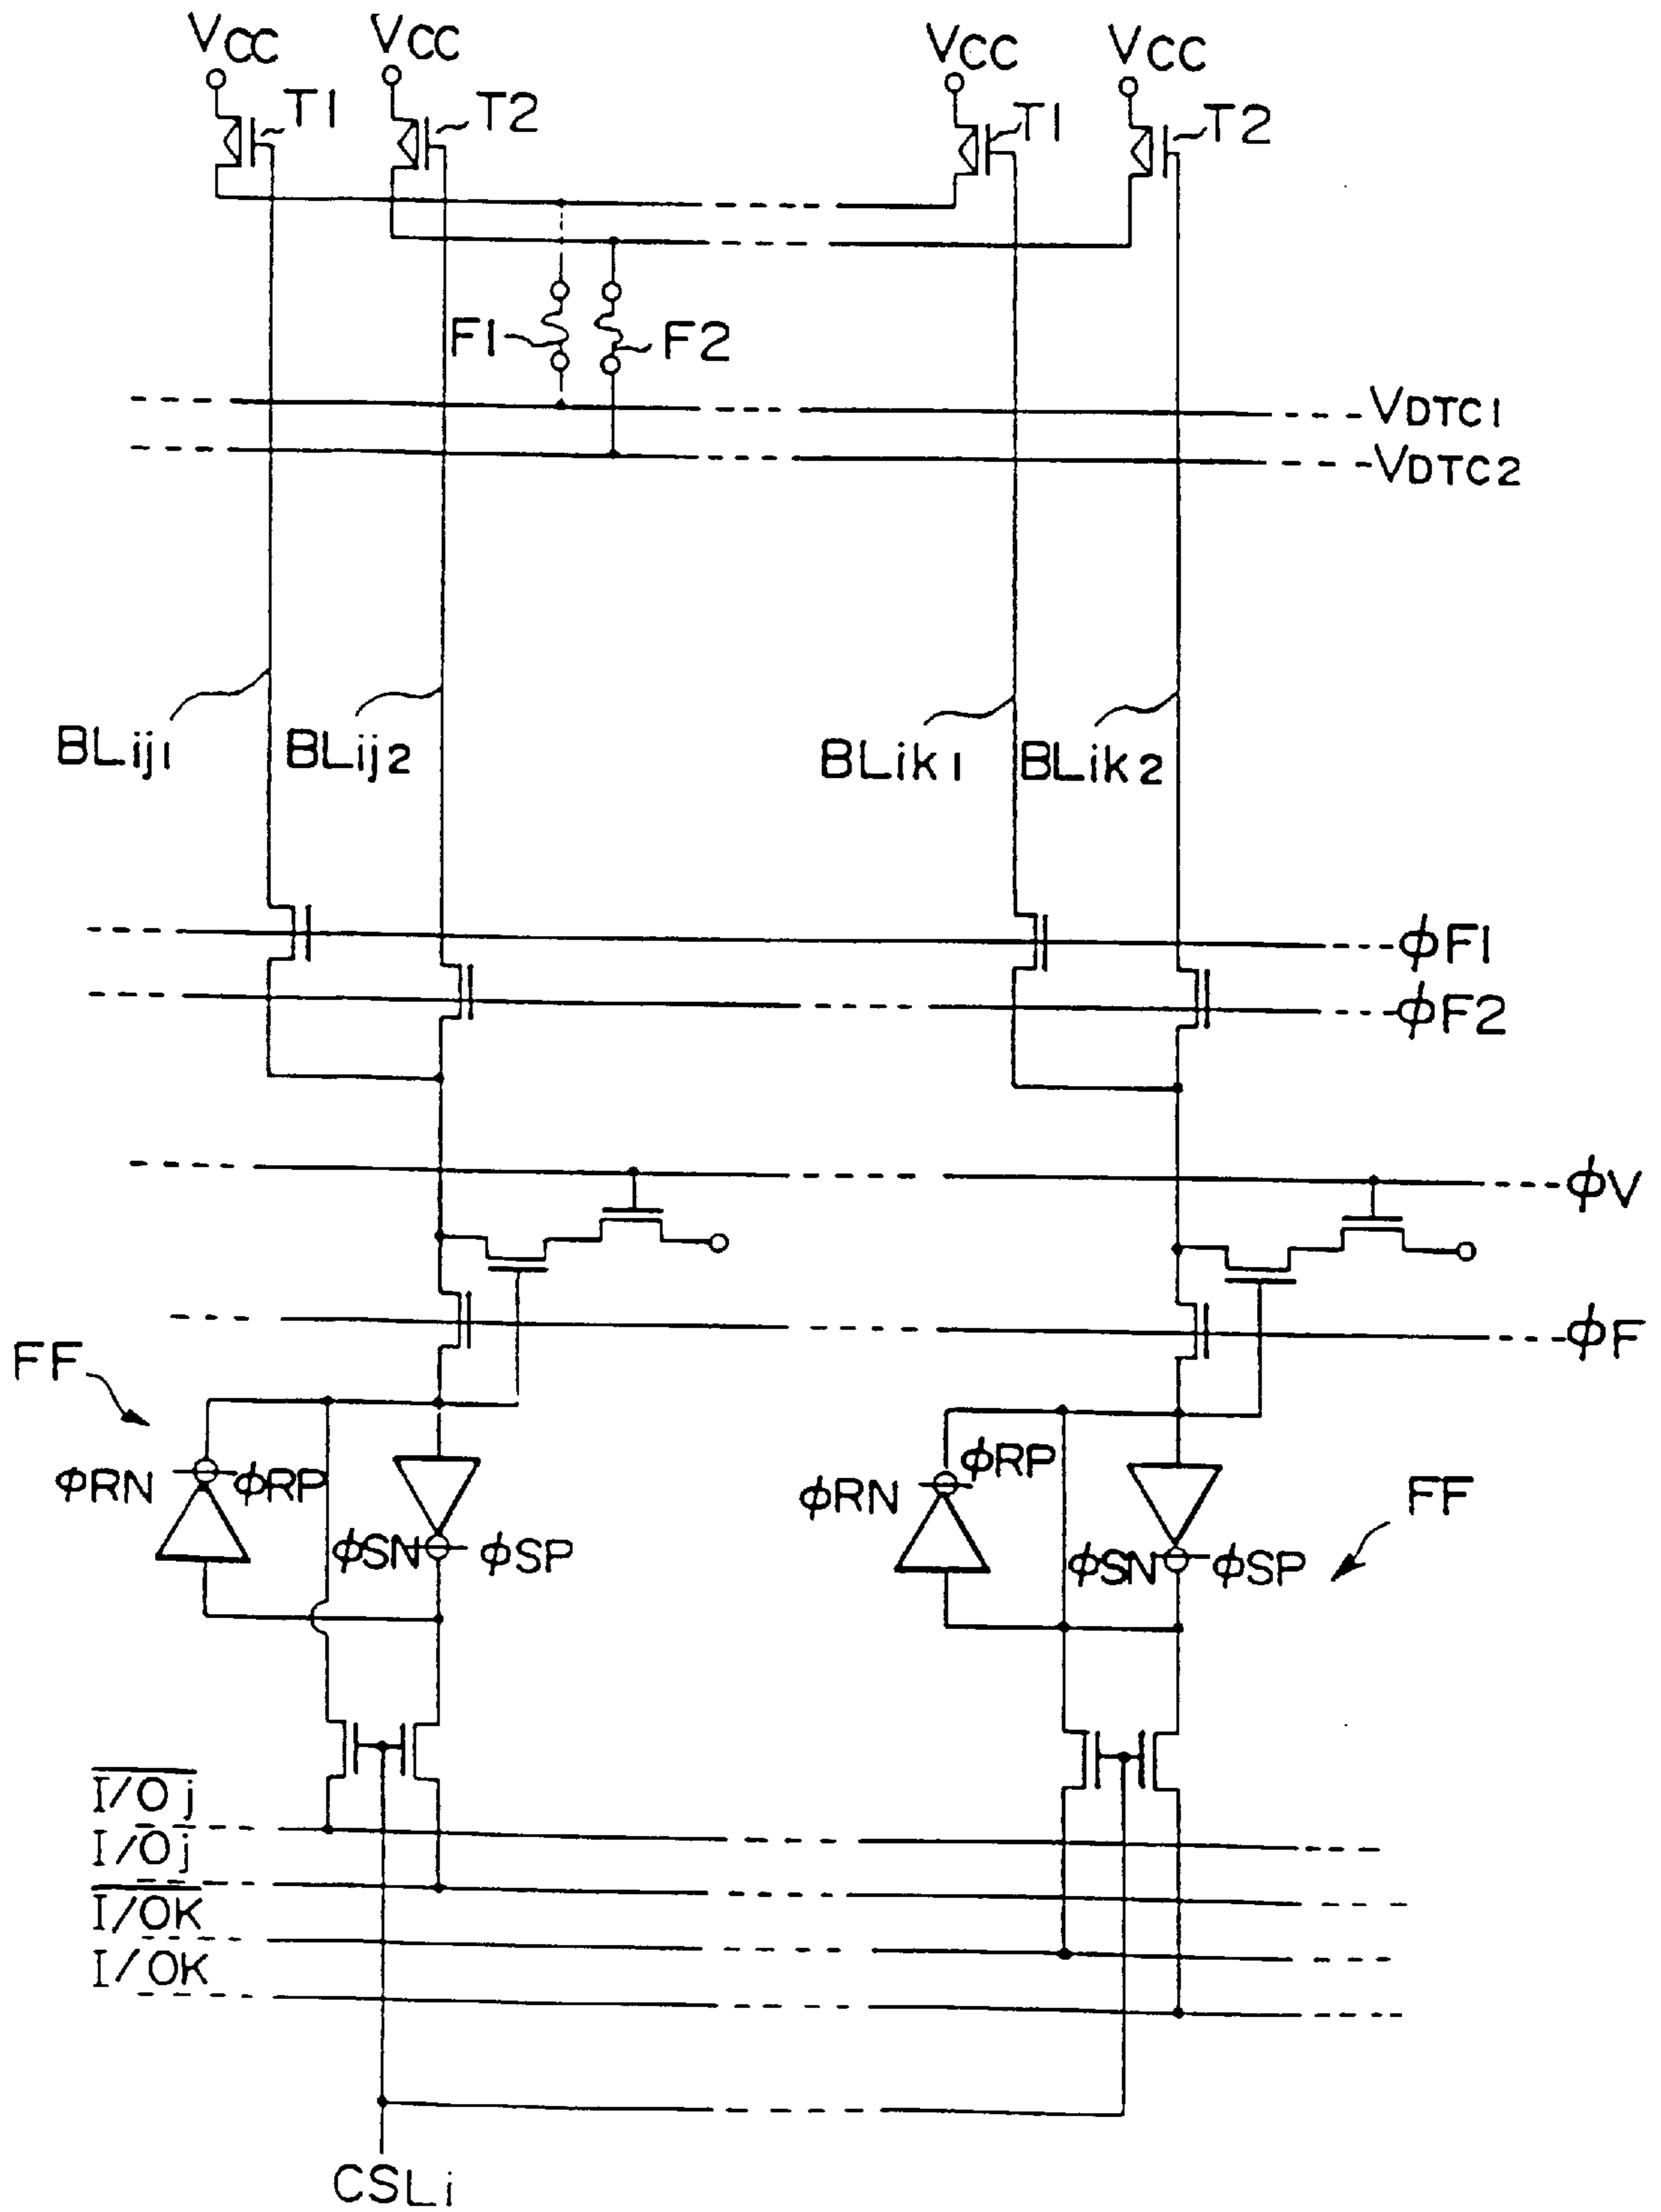 VCC VCC VCC VCC
T1 T2 T1 T2
F1 F2
VDTC1
VDTC2
BLij1 BLij2 BLik1 BLik2
ϕF1
ϕF2
ϕV
ϕF
FF
ϕRN ϕRP ϕSN ϕSP
ϕRN ϕRP ϕSN ϕSP
FF
I/Oj
I/Oj
I/OK
I/OK
CSLi